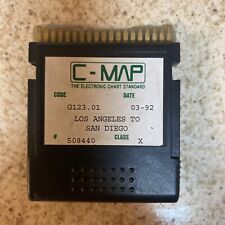 C-MAP
THE ELECTRONIC CHART STANDARD
CODE DATE
G123.01 03-92
LOS ANGELES TO
SAN DIEGO
# CLASS
508440 X